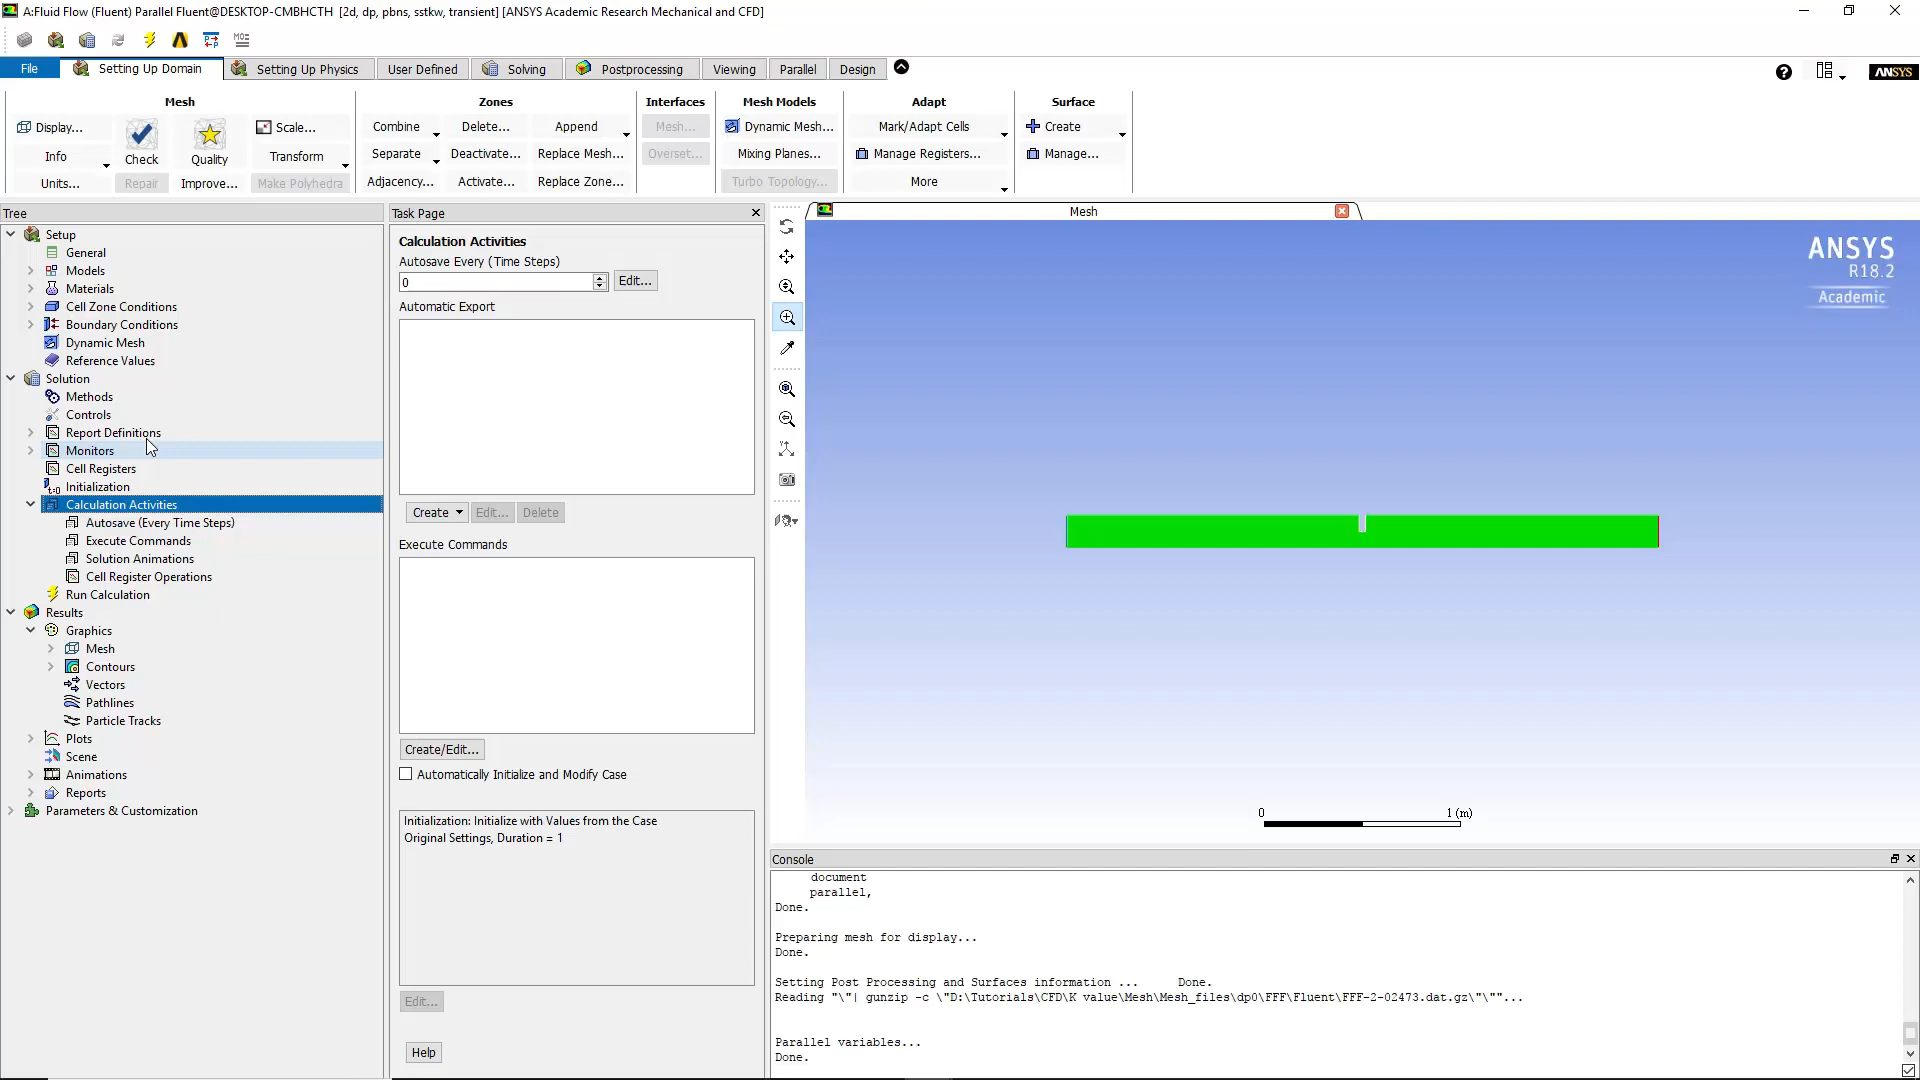 A:Fluid Flow (Fluent) Parallel Fluent@DESKTOP-CMBHCTH [2d, dp, pbns, sstkw, transient] [ANSYS Academic Research Mechanical and CFD]
File
Setting Up Domain
Setting Up Physics
User Defined
Solving
Postprocessing
Viewing
Parallel
Design
ANSYS
Mesh
Zones
Interfaces
Mesh Models
Adapt
Surface
Display...
Scale...
Combine
Delete...
Append
Mesh...
Dynamic Mesh...
Mark/Adapt Cells
Create
Info
Check
Quality
Transform
Separate
Deactivate...
Replace Mesh...
Overset...
Mixing Planes...
Manage Registers...
Manage...
Units...
Repair
Improve...
Make Polyhedra
Adjacency...
Activate...
Replace Zone...
Turbo Topology...
More
Tree
Setup
General
Models
Materials
Cell Zone Conditions
Boundary Conditions
Dynamic Mesh
Reference Values
Solution
Methods
Controls
Report Definitions
Monitors
Cell Registers
Initialization
Calculation Activities
Autosave (Every Time Steps)
Execute Commands
Solution Animations
Cell Register Operations
Run Calculation
Results
Graphics
Mesh
Contours
Vectors
Pathlines
Particle Tracks
Plots
Scene
Animations
Reports
Parameters & Customization
Task Page
Calculation Activities
Autosave Every (Time Steps)
0
Edit...
Automatic Export
Create
Edit...
Delete
Execute Commands
Create/Edit...
Automatically Initialize and Modify Case
Initialization: Initialize with Values from the Case
Original Settings, Duration = 1
Edit...
Help
Mesh
ANSYS
R18.2
Academic
0
1 (m)
Console
document
parallel,
Done.
Preparing mesh for display...
Done.
Setting Post Processing and Surfaces information ... Done.
Reading "\"| gunzip -c \"D:\Tutorials\CFD\K value\Mesh\Mesh_files\dp0\FFF\Fluent\FFF-2-02473.dat.gz\"\""...
Parallel variables...
Done.